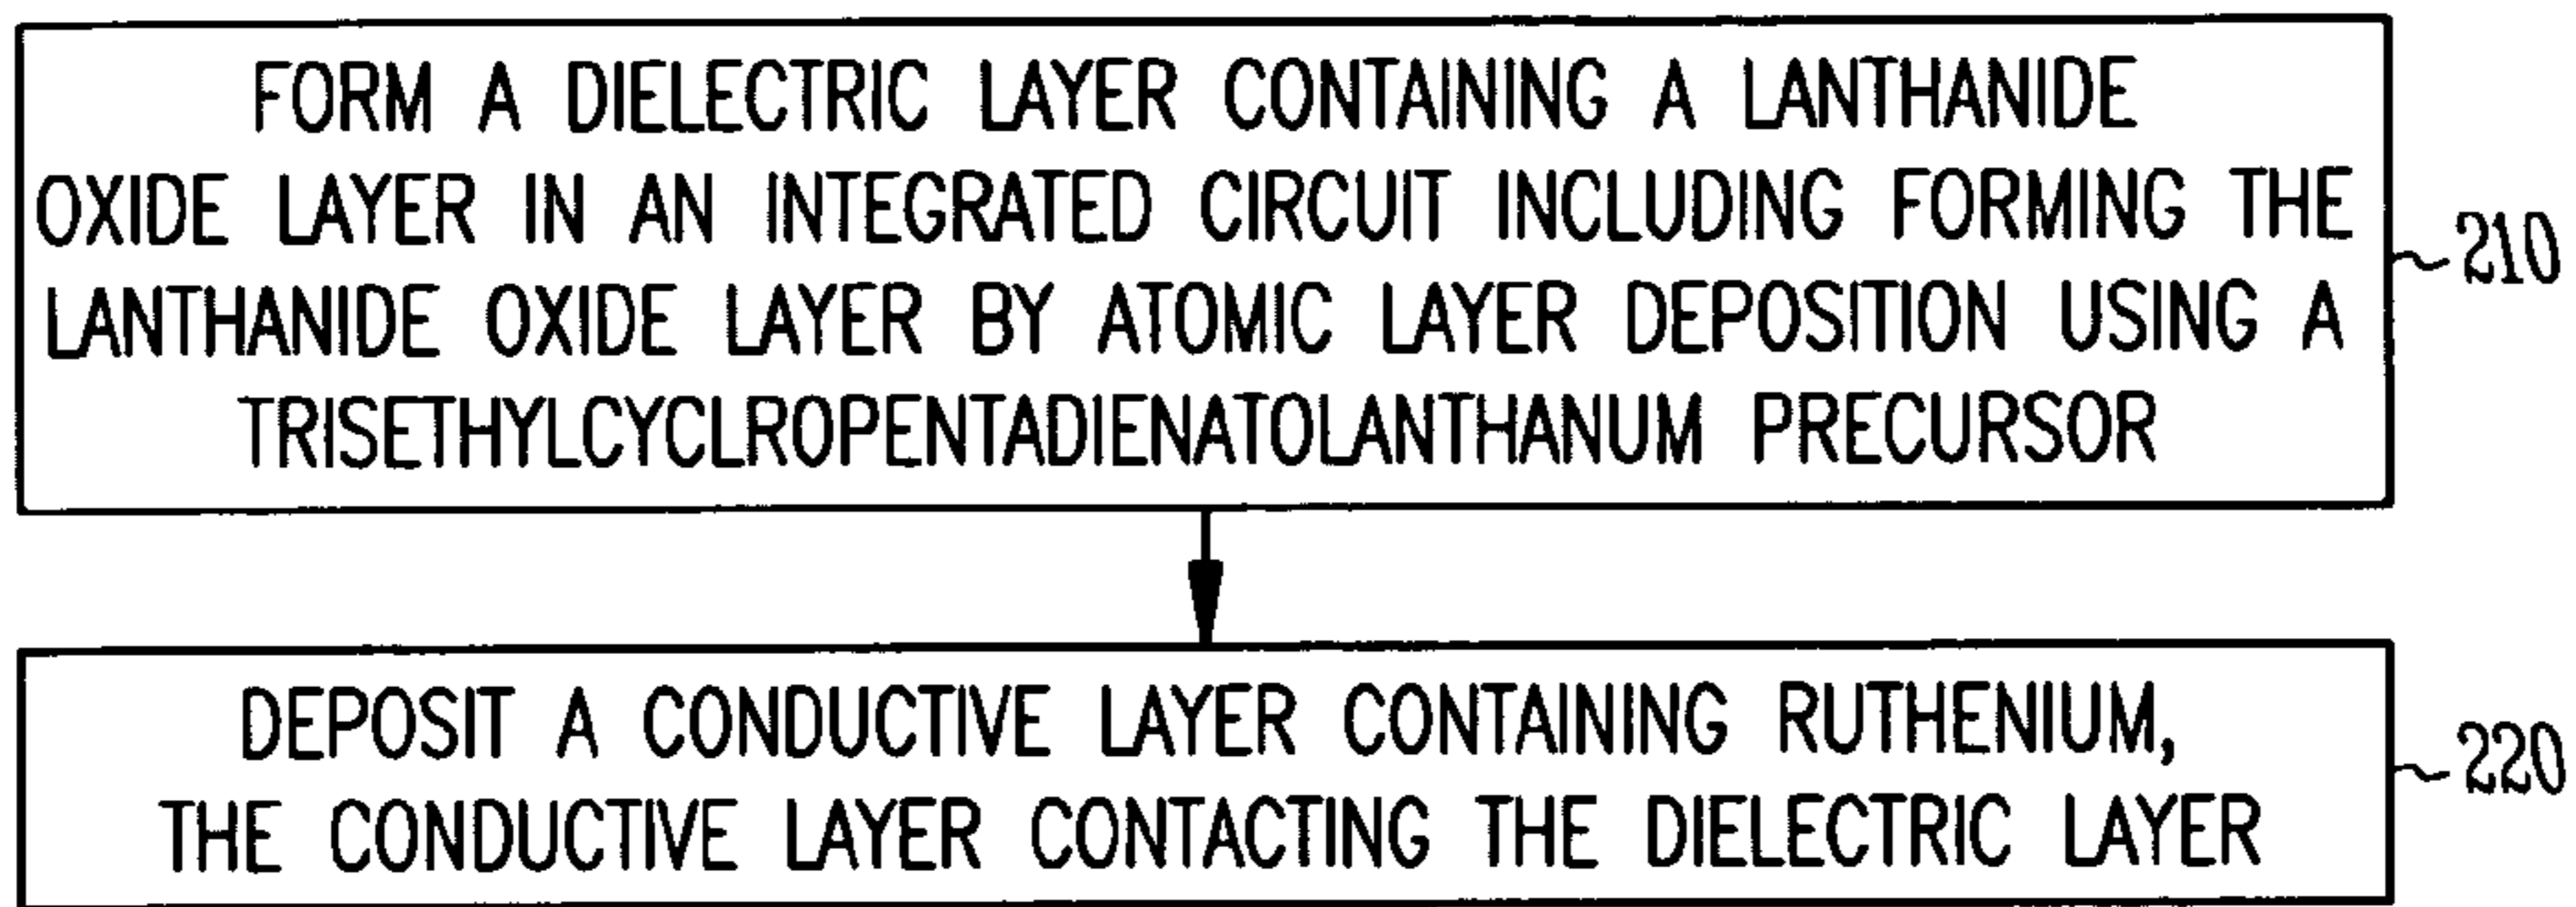 FORM A DIELECTRIC LAYER CONTAINING A LANTHANIDE
OXIDE LAYER IN AN INTEGRATED CIRCUIT INCLUDING FORMING THE
LANTHANIDE OXIDE LAYER BY ATOMIC LAYER DEPOSITION USING A
TRISETHYLCYCLROPENTADIENATOLANTHANUM PRECURSOR
210
DEPOSIT A CONDUCTIVE LAYER CONTAINING RUTHENIUM,
THE CONDUCTIVE LAYER CONTACTING THE DIELECTRIC LAYER
220